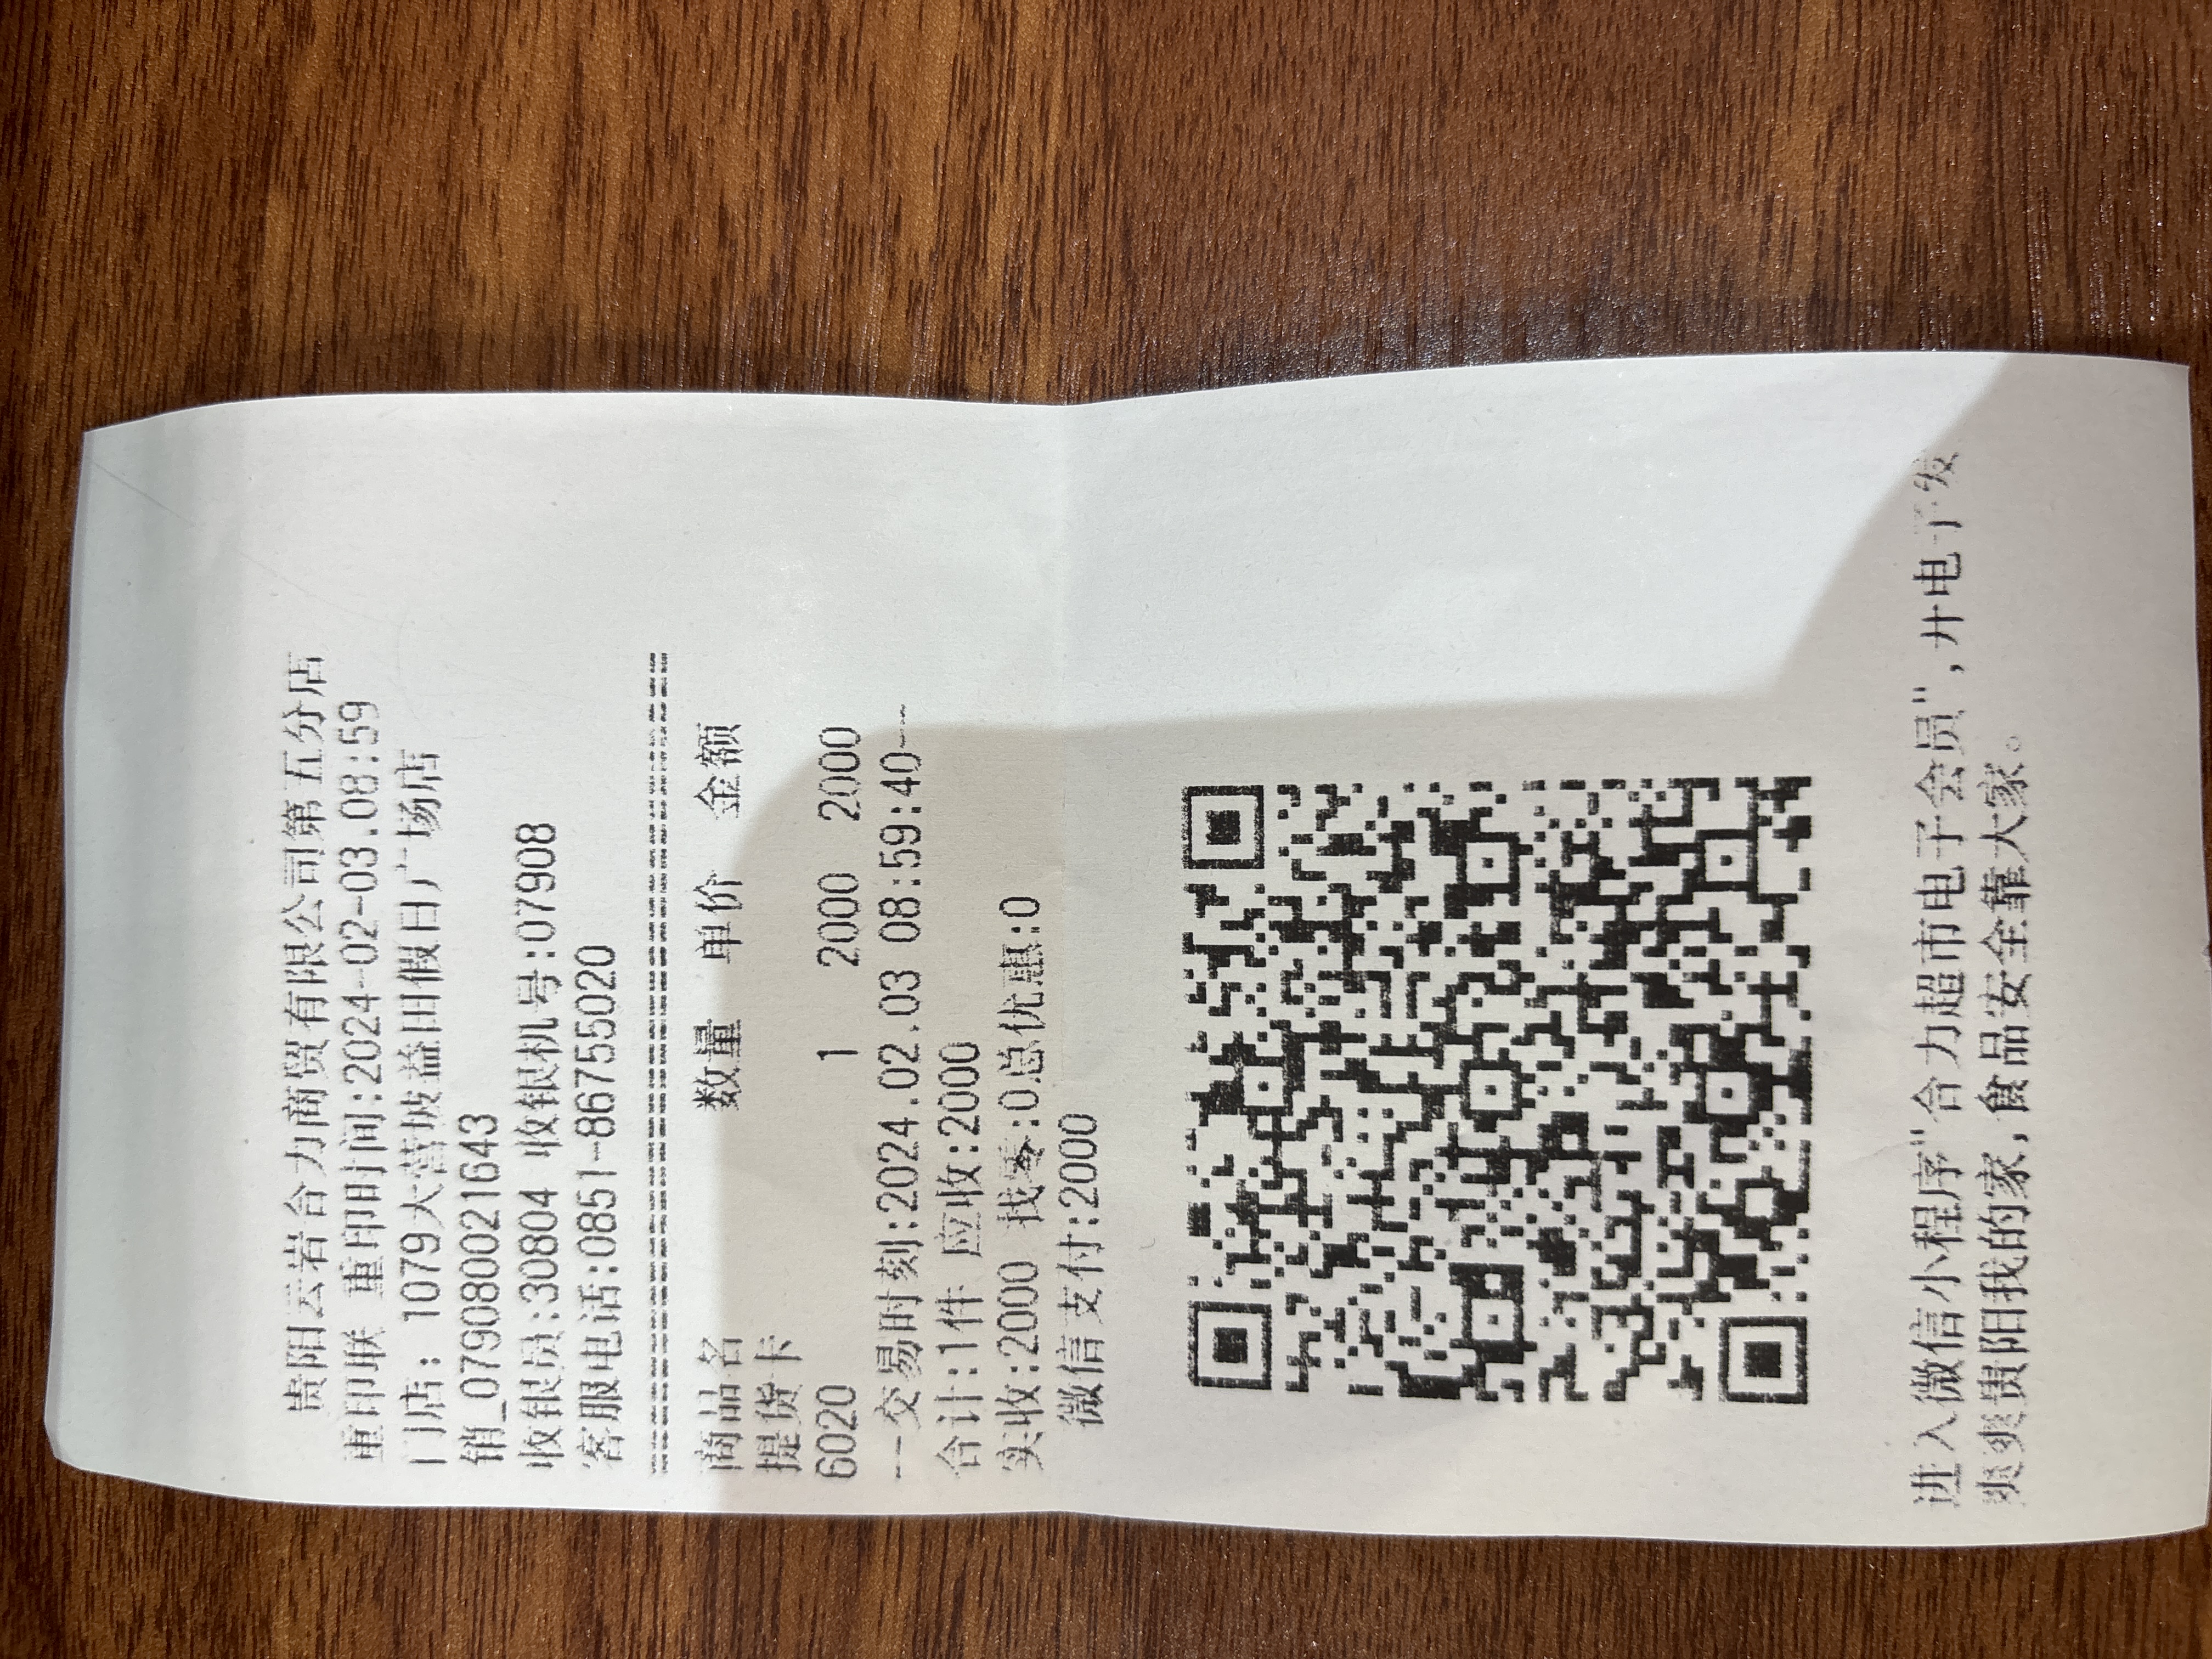 贵阳云岩合力商贸有限公司第五分店
重印联 重印时间:2024-02-03.08:59
门店: 1079大营坡益田假日广场店
销_079080021643
收银员:30804 收银机号:07908
客服电话:0851-86755020
商品名 数量 单价 金额
提货卡
6020 1 2000 2000
--交易时刻:2024.02.03 08:59:40--
合计:1件 应收:2000
实收:2000 找零:0总优惠:0
微信支付:2000
进入微信小程序"合力超市电子会员",开电子发
爽爽贵阳我的家,食品安全靠大家。